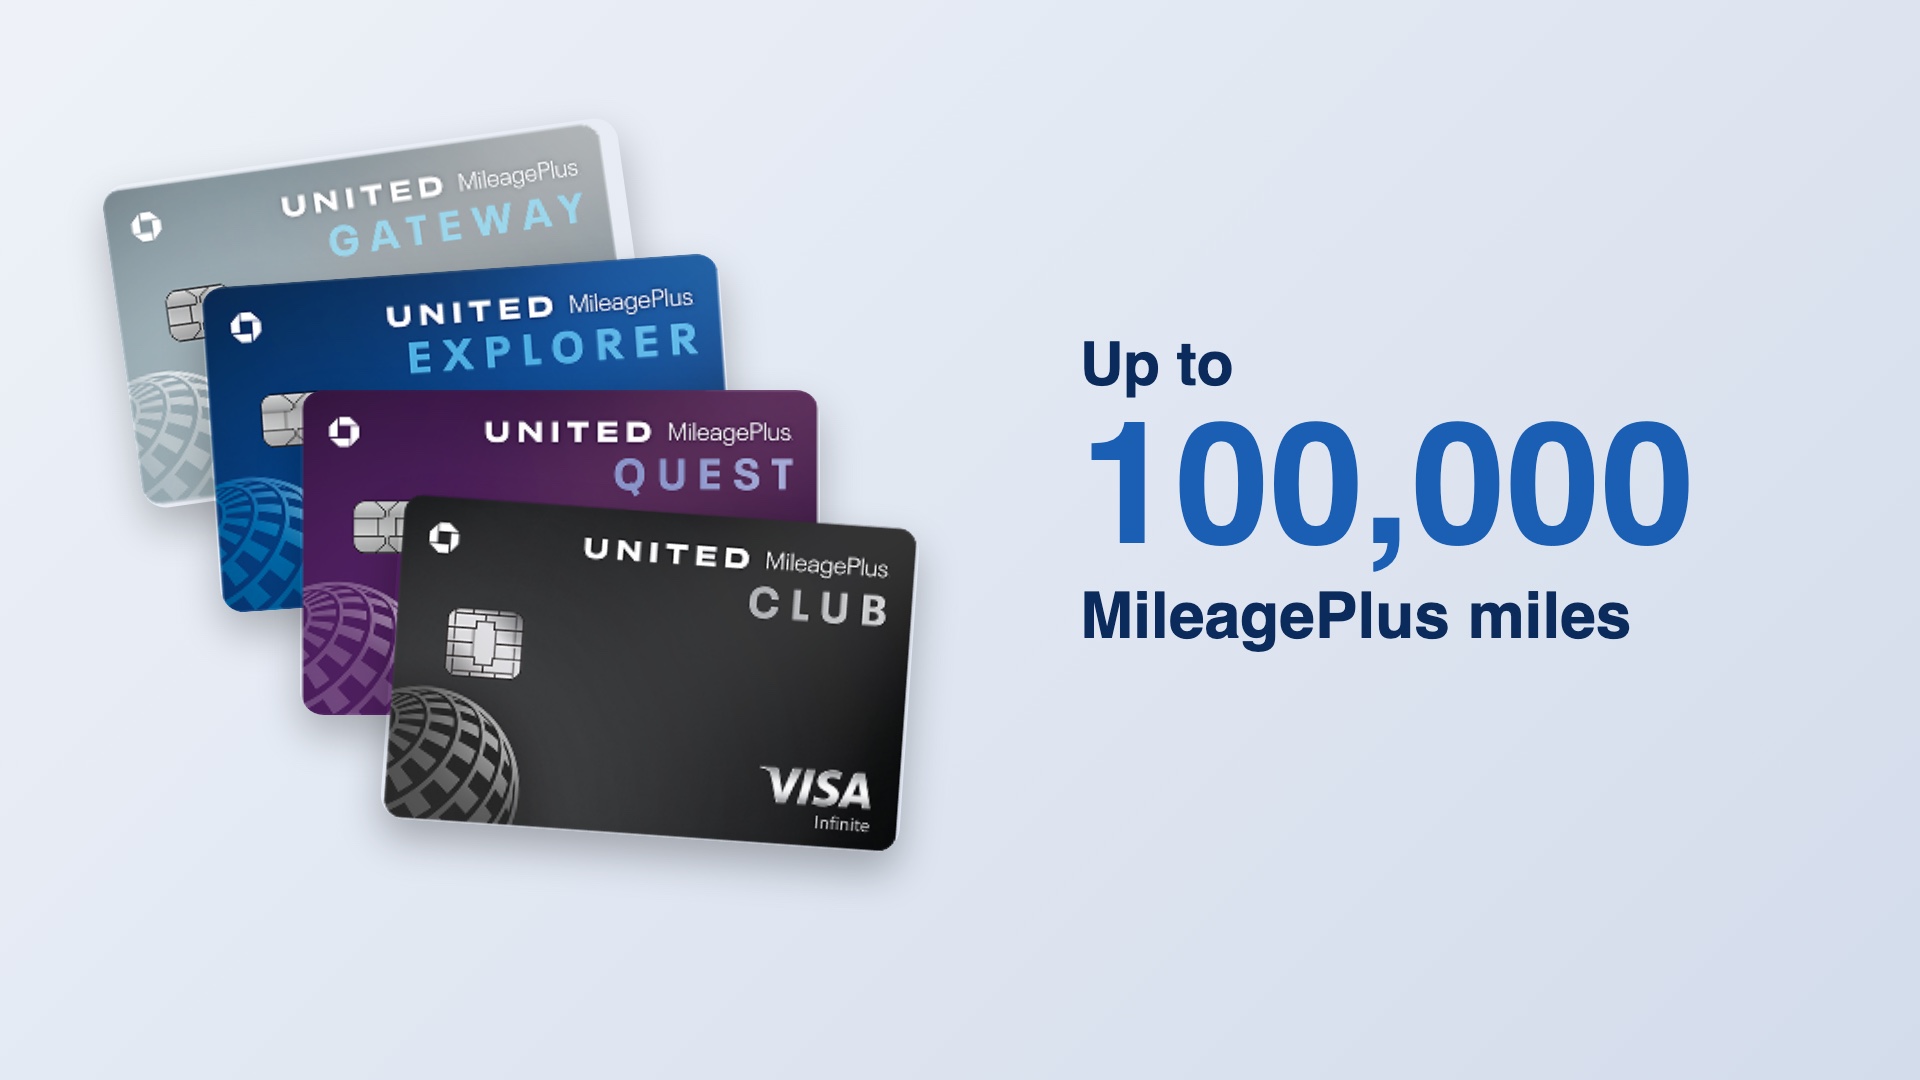 UNITED MileagePlus
GATEWAY
UNITED MileagePlus
EXPLORER
UNITED MileagePlus
QUEST
UNITED MileagePlus
CLUB
VISA
Infinite
Up to
100,000
MileagePlus miles